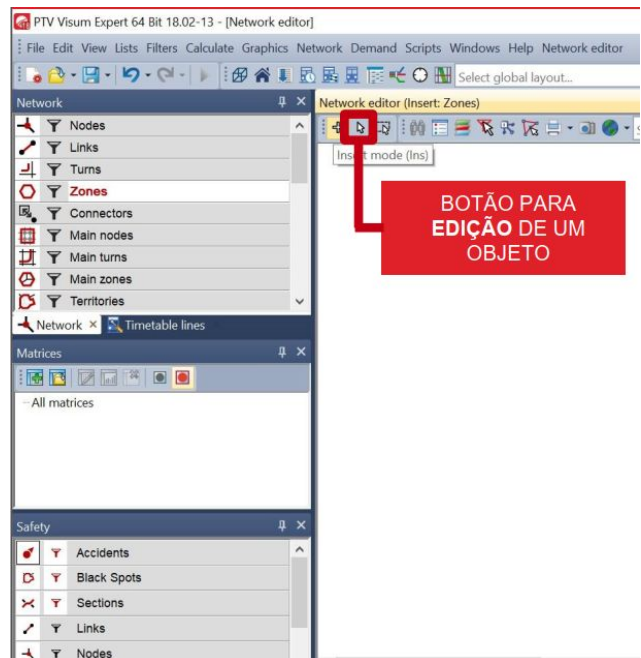 PTV Visum Expert 64 Bit 18.02-13 - [Network editor]
File Edit View Lists Filters Calculate Graphics Network Demand Scripts Windows Help Network editor
Select global layout...
Network
Network editor (Insert: Zones)
Nodes
Links
Insert mode (Ins)
Turns
Zones
Connectors
Main nodes
Main turns
Main zones
Territories
BOTÃO PARA
EDIÇÃO DE UM
OBJETO
Network
Timetable lines
Matrices
All matrices
Safety
Accidents
Black Spots
Sections
Links
Nodes